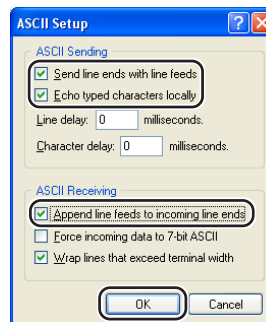 ASCII Setup
ASCII Sending
Send line ends with line feeds
Echo typed characters locally
Line delay: 0 milliseconds.
Character delay: 0 milliseconds.
ASCII Receiving
Append line feeds to incoming line ends
Force incoming data to 7-bit ASCII
Wrap lines that exceed terminal width
OK Cancel